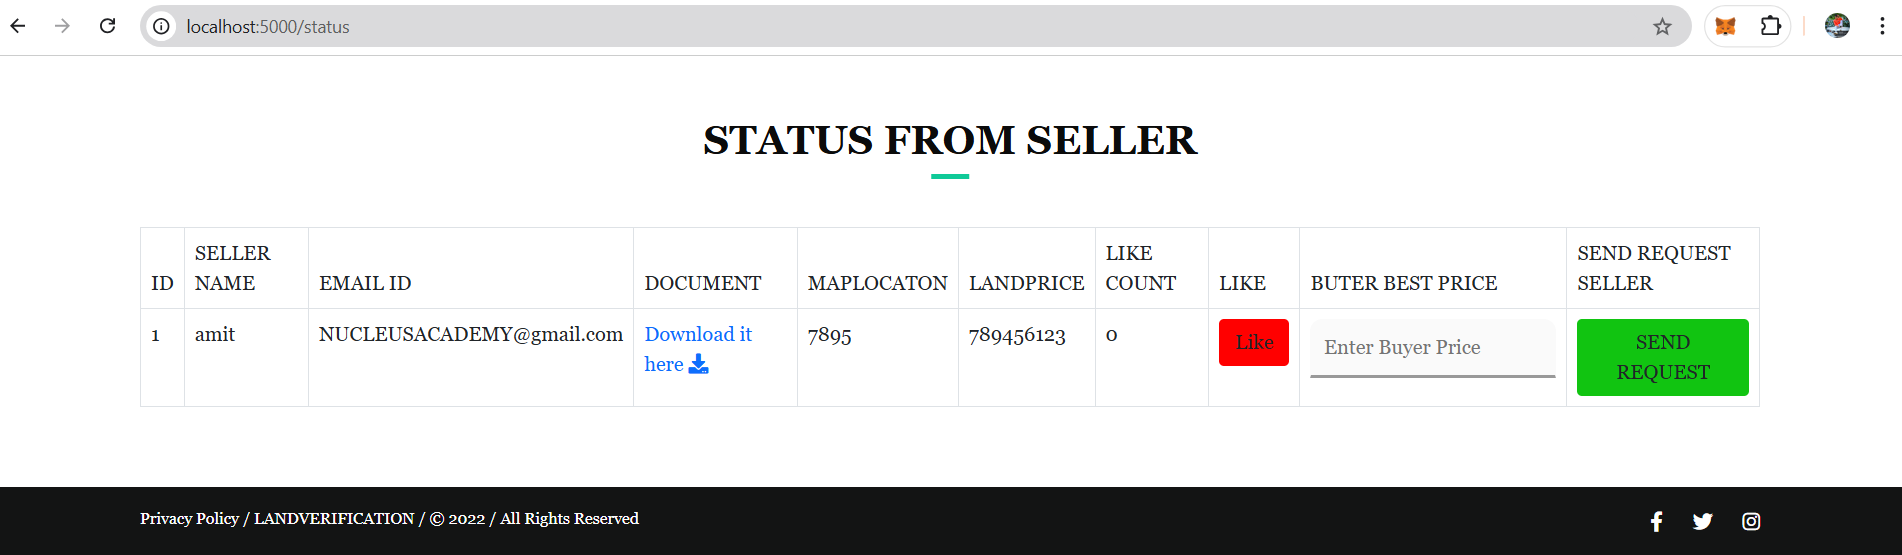 localhost:5000/status
STATUS FROM SELLER
ID
SELLER
NAME
EMAIL ID
DOCUMENT
MAPLOCATON
LANDPRICE
LIKE
COUNT
LIKE
BUTER BEST PRICE
SEND REQUEST
SELLER
1
amit
NUCLEUSACADEMY@gmail.com
Download it
here
7895
789456123
0
Like
Enter Buyer Price
SEND
REQUEST
Privacy Policy / LANDVERIFICATION / © 2022 / All Rights Reserved